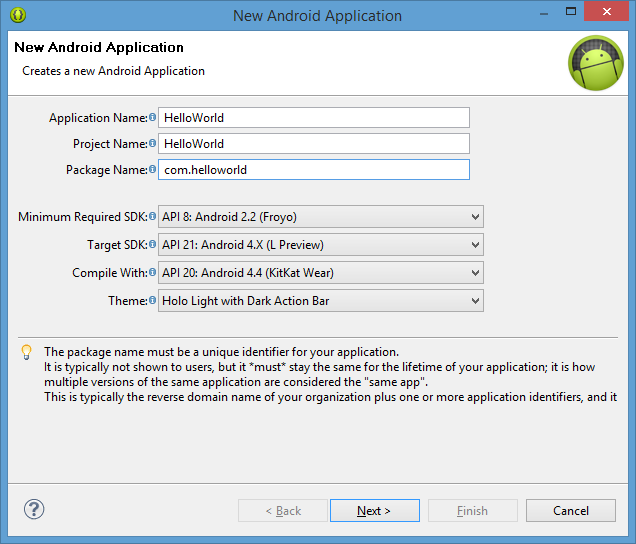 New Android Application
New Android Application
Creates a new Android Application
Application Name: HelloWorld
Project Name: HelloWorld
Package Name: com.helloworld
Minimum Required SDK: API 8: Android 2.2 (Froyo)
Target SDK: API 21: Android 4.X (L Preview)
Compile With: API 20: Android 4.4 (KitKat Wear)
Theme: Holo Light with Dark Action Bar
The package name must be a unique identifier for your application.
It is typically not shown to users, but it *must* stay the same for the lifetime of your application; it is how
multiple versions of the same application are considered the "same app".
This is typically the reverse domain name of your organization plus one or more application identifiers, and it
? < Back Next > Finish Cancel